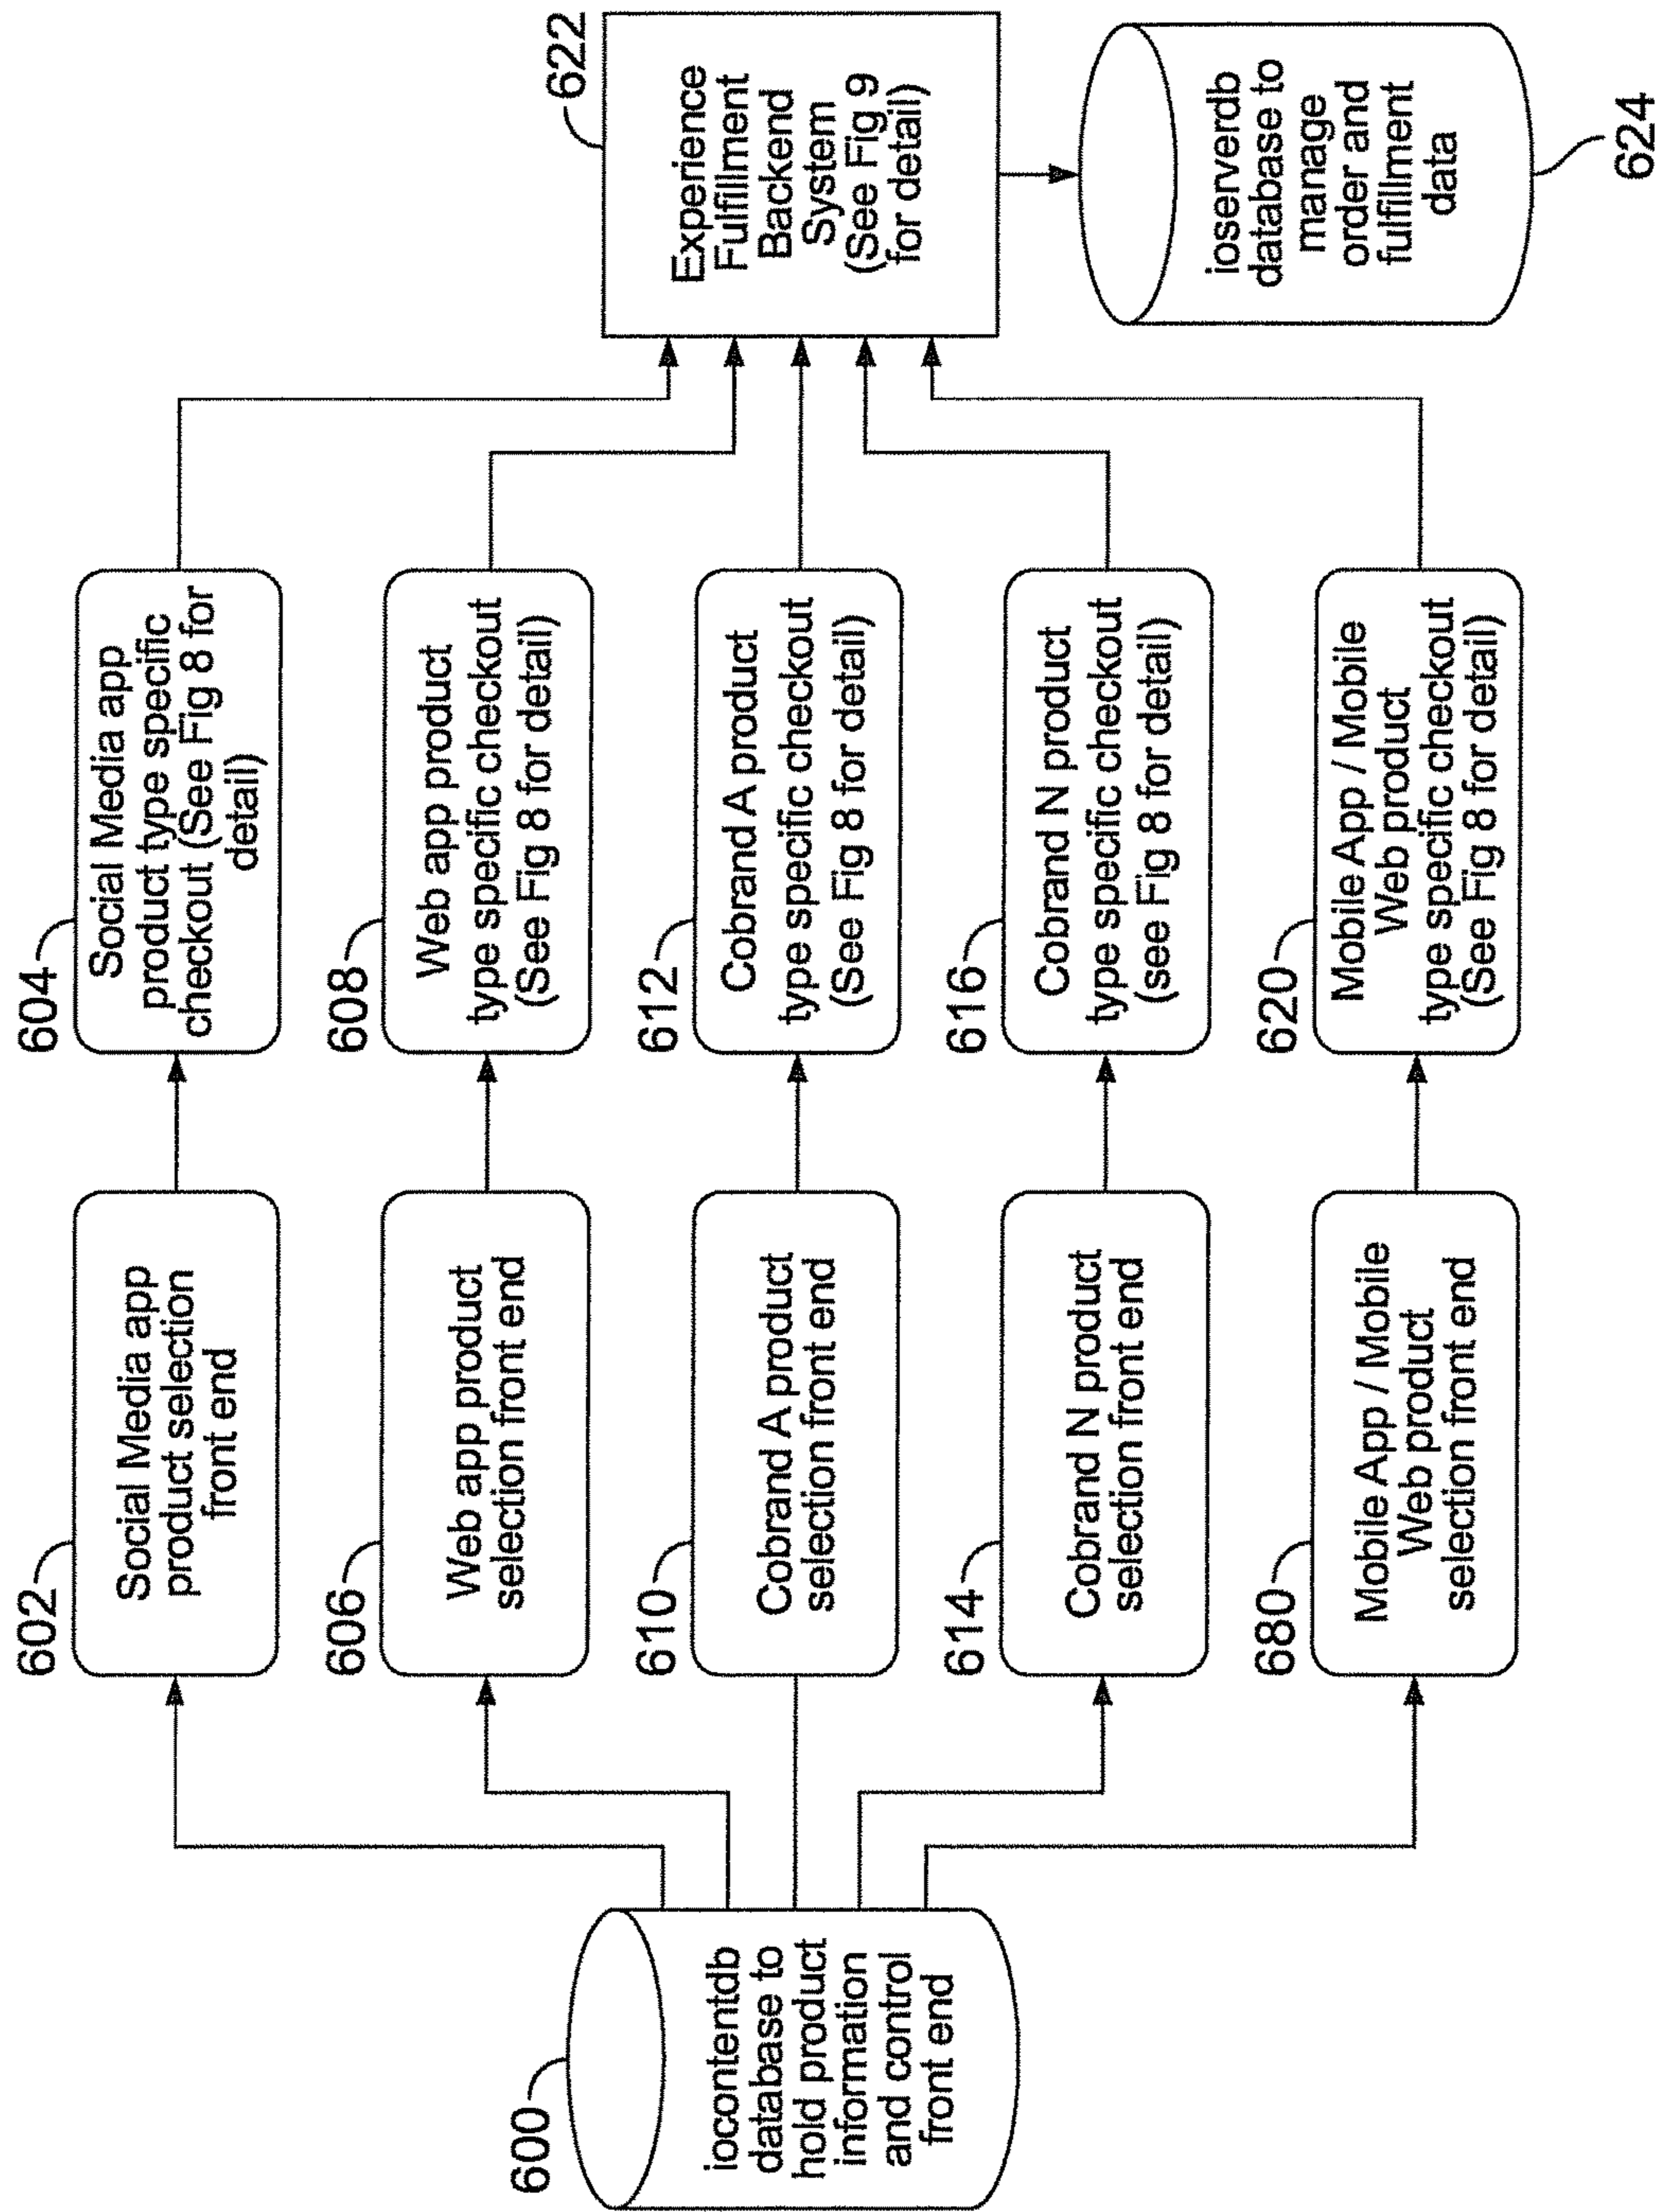 600
iocontentdb
database to
hold product
information
and control
front end
602
Social Media app
product selection
front end
604
Social Media app
product type specific
checkout (See Fig 8 for
detail)
606
Web app product
selection front end
608
Web app product
type specific checkout
(See Fig 8 for detail)
610
Cobrand A product
selection front end
612
Cobrand A product
type specific checkout
(See Fig 8 for detail)
614
Cobrand N product
selection front end
616
Cobrand N product
type specific checkout
(see Fig 8 for detail)
680
Mobile App / Mobile
Web product
selection front end
620
Mobile App / Mobile
Web product
type specific checkout
(See Fig 8 for detail)
622
Experience
Fulfillment
Backend
System
(See Fig 9
for detail)
ioserverdb
database to
manage
order and
fulfillment
data
624